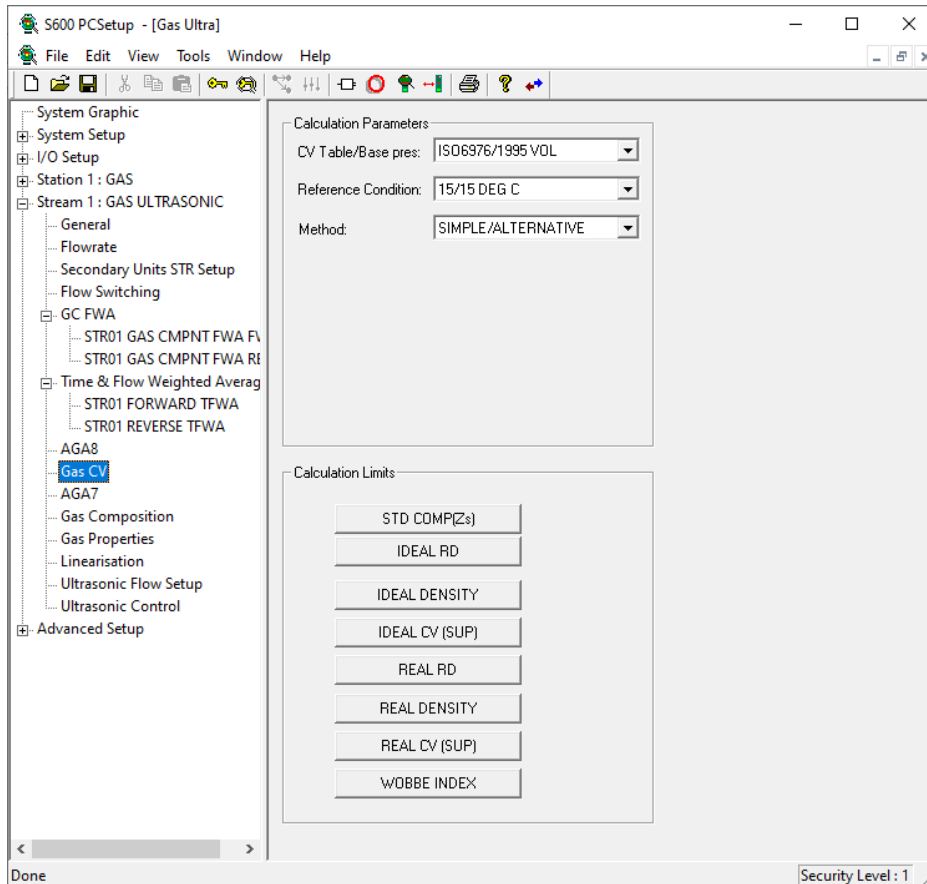 S600 PCSetup - [Gas Ultra]
File Edit View Tools Window Help
System Graphic
System Setup
I/O Setup
Station 1 : GAS
Stream 1 : GAS ULTRASONIC
General
Flowrate
Secondary Units STR Setup
Flow Switching
GC FWA
STR01 GAS CMPNT FWA FV
STR01 GAS CMPNT FWA RE
Time & Flow Weighted Averag
STR01 FORWARD TFWA
STR01 REVERSE TFWA
AGA8
Gas CV
AGA7
Gas Composition
Gas Properties
Linearisation
Ultrasonic Flow Setup
Ultrasonic Control
Advanced Setup
Calculation Parameters
CV Table/Base pres: ISO6976/1995 VOL
Reference Condition: 15/15 DEG C
Method: SIMPLE/ALTERNATIVE
Calculation Limits
STD COMP(Zs)
IDEAL RD
IDEAL DENSITY
IDEAL CV (SUP)
REAL RD
REAL DENSITY
REAL CV (SUP)
WOBBE INDEX
Done
Security Level : 1